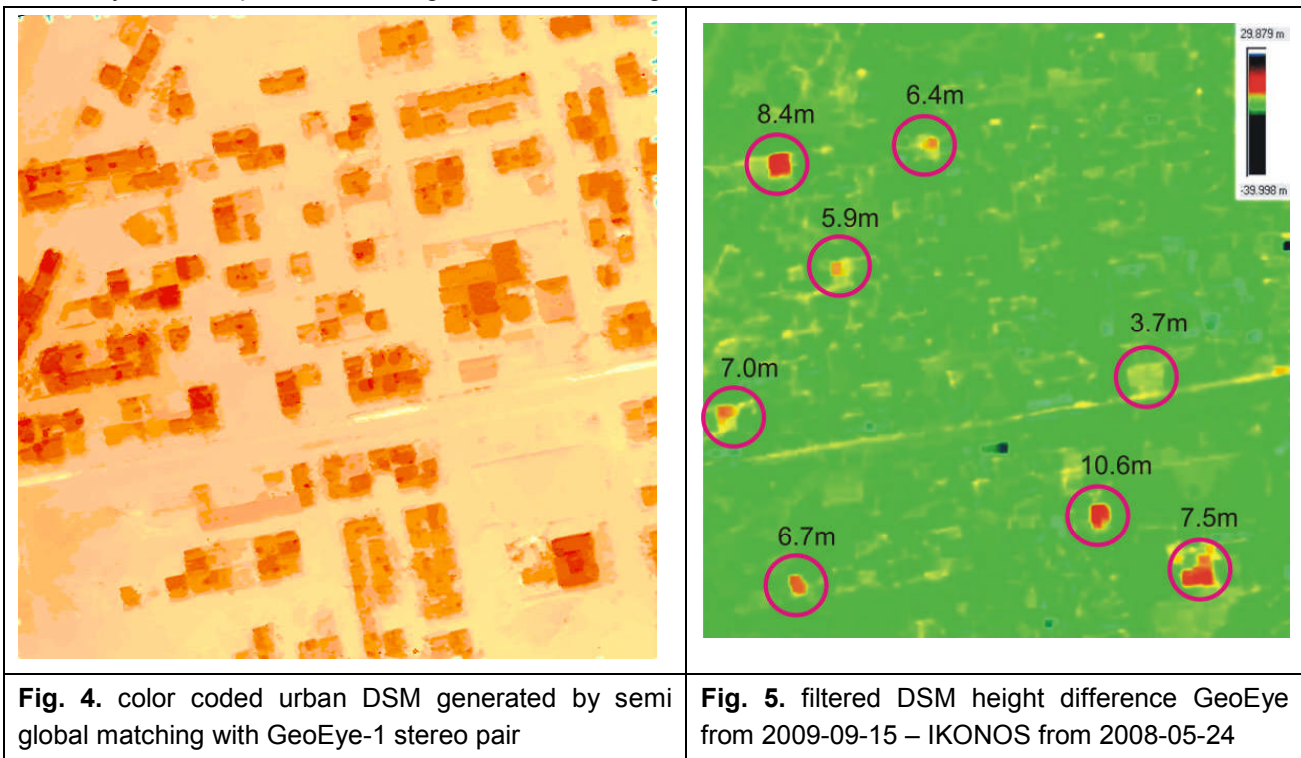 29.879 m
6.4m
8.4m
-39.998 m
5.9m
3.7m
7.0m
10.6m
7.5m
6.7m
Fig. 4. color coded urban DSM generated by semi
global matching with GeoEye-1 stereo pair
Fig. 5. filtered DSM height difference GeoEye
from 2009-09-15 – IKONOS from 2008-05-24